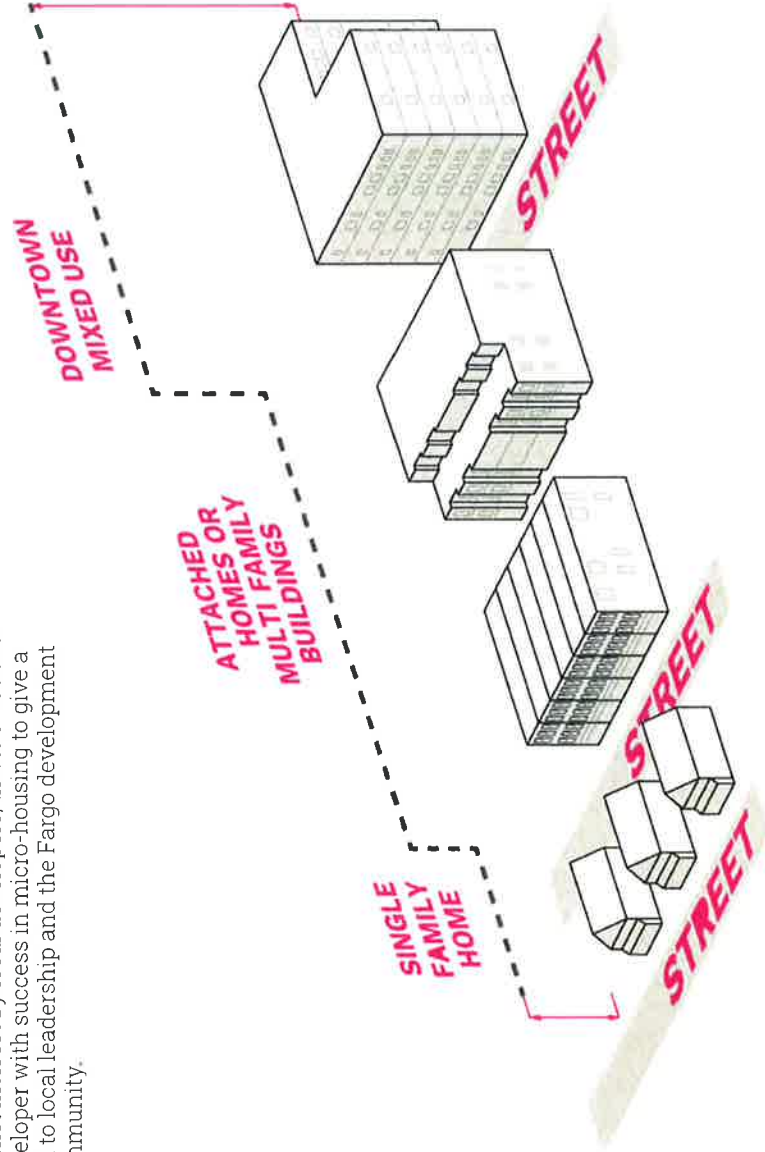 eloper with success in micro-housing to give a
to local leadership and the Fargo development
mmunity.
DOWNTOWN
MIXED USE
ATTACHED
HOMES OR
MULTI FAMILY
BUILDINGS
SINGLE
FAMILY
HOME
STREET
STREET
STREET